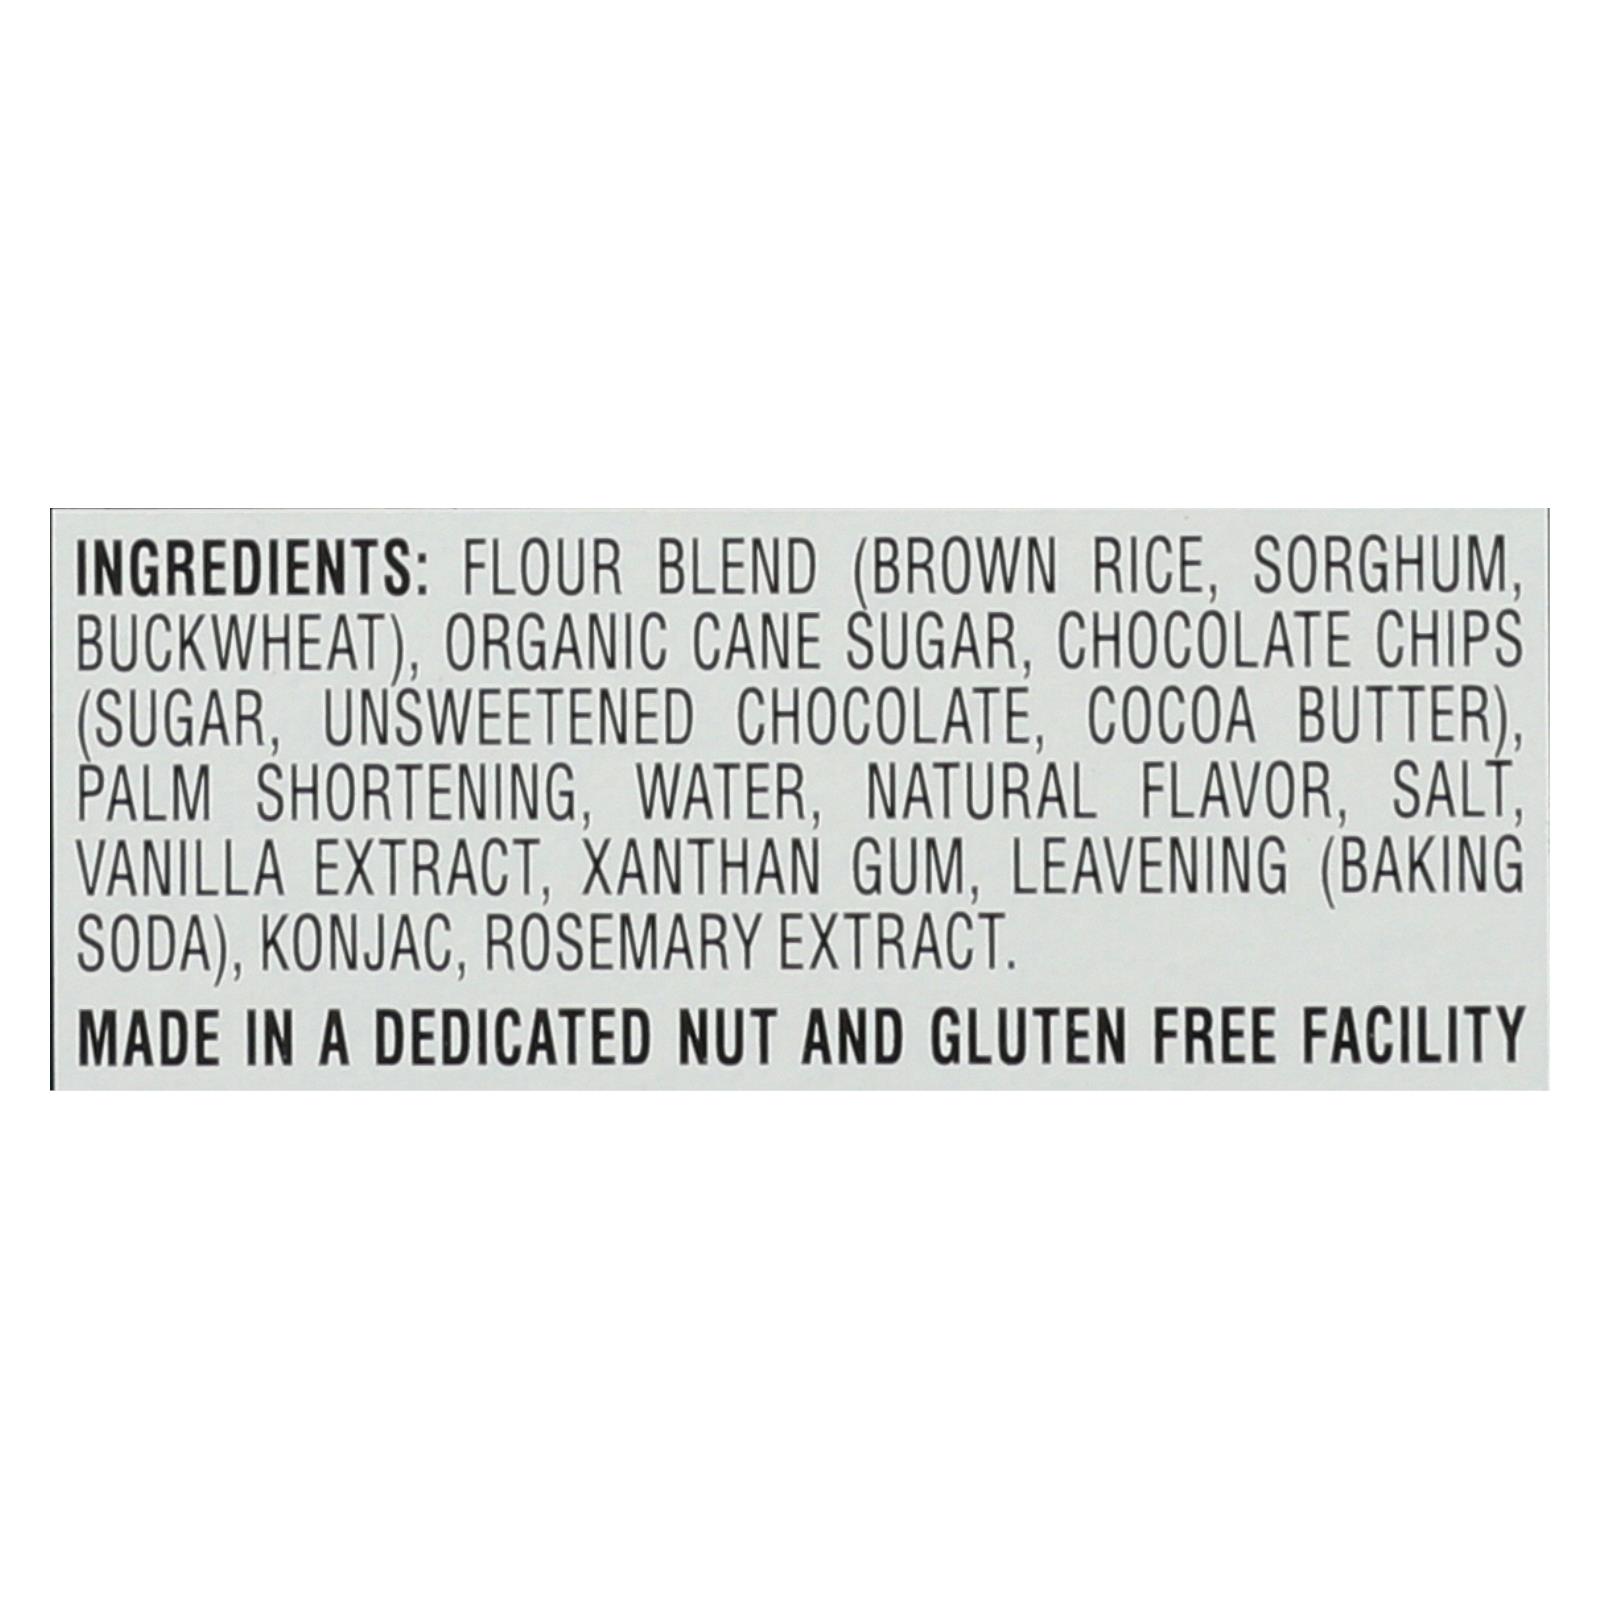 INGREDIENTS: FLOUR BLEND (BROWN RICE, SORGHUM,
BUCKWHEAT), ORGANIC CANE SUGAR, CHOCOLATE CHIPS
(SUGAR, UNSWEETENED CHOCOLATE, COCOA BUTTER),
PALM SHORTENING, WATER, NATURAL FLAVOR, SALT,
VANILLA EXTRACT, XANTHAN GUM, LEAVENING (BAKING
SODA), KONJAC, ROSEMARY EXTRACT.
MADE IN A DEDICATED NUT AND GLUTEN FREE FACILITY